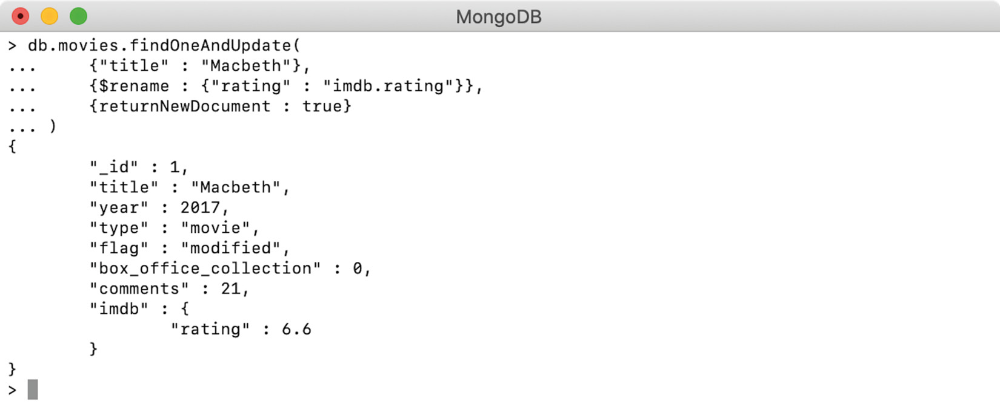 MongoDB
> db.movies.findOneAndUpdate(
...     {"title" : "Macbeth"},
...     {$rename : {"rating" : "imdb.rating"}},
...     {returnNewDocument : true}
... )
{
        "_id" : 1,
        "title" : "Macbeth",
        "year" : 2017,
        "type" : "movie",
        "flag" : "modified",
        "box_office_collection" : 0,
        "comments" : 21,
        "imdb" : {
                "rating" : 6.6
        }
}
>